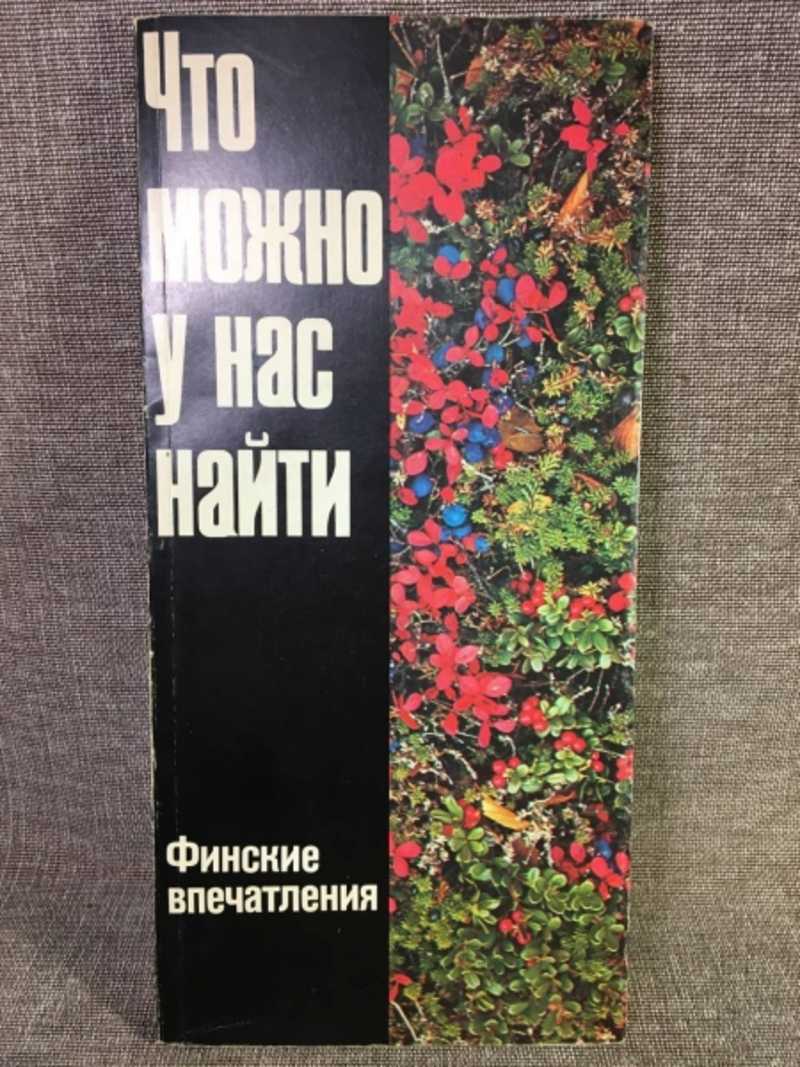 Что
можно
у нас
найти
Финские
впечатления